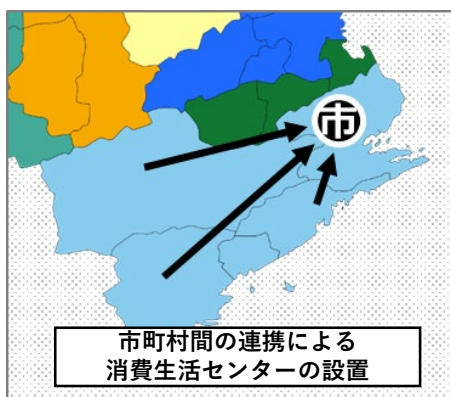 市
市町村間の連携による
消費生活センターの設置